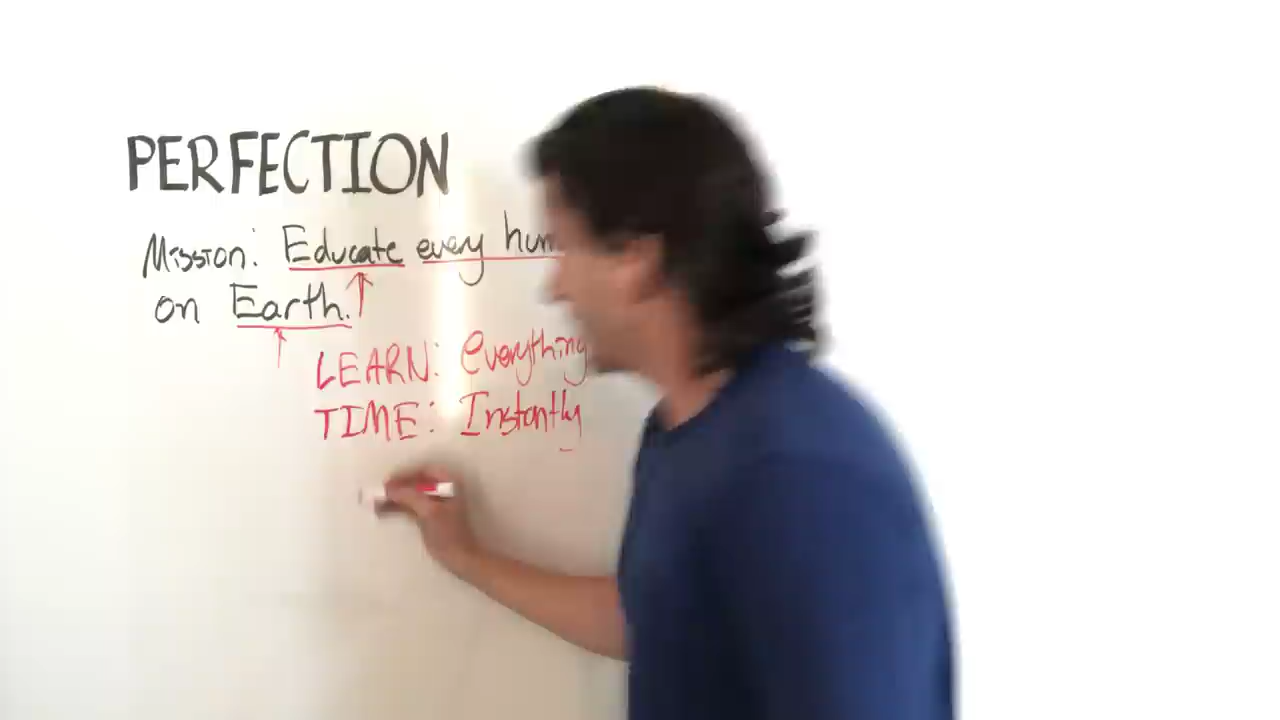 PERFECTION
Mission: Educate every
on Earth.
LEARN: everything
TIME: Instantly